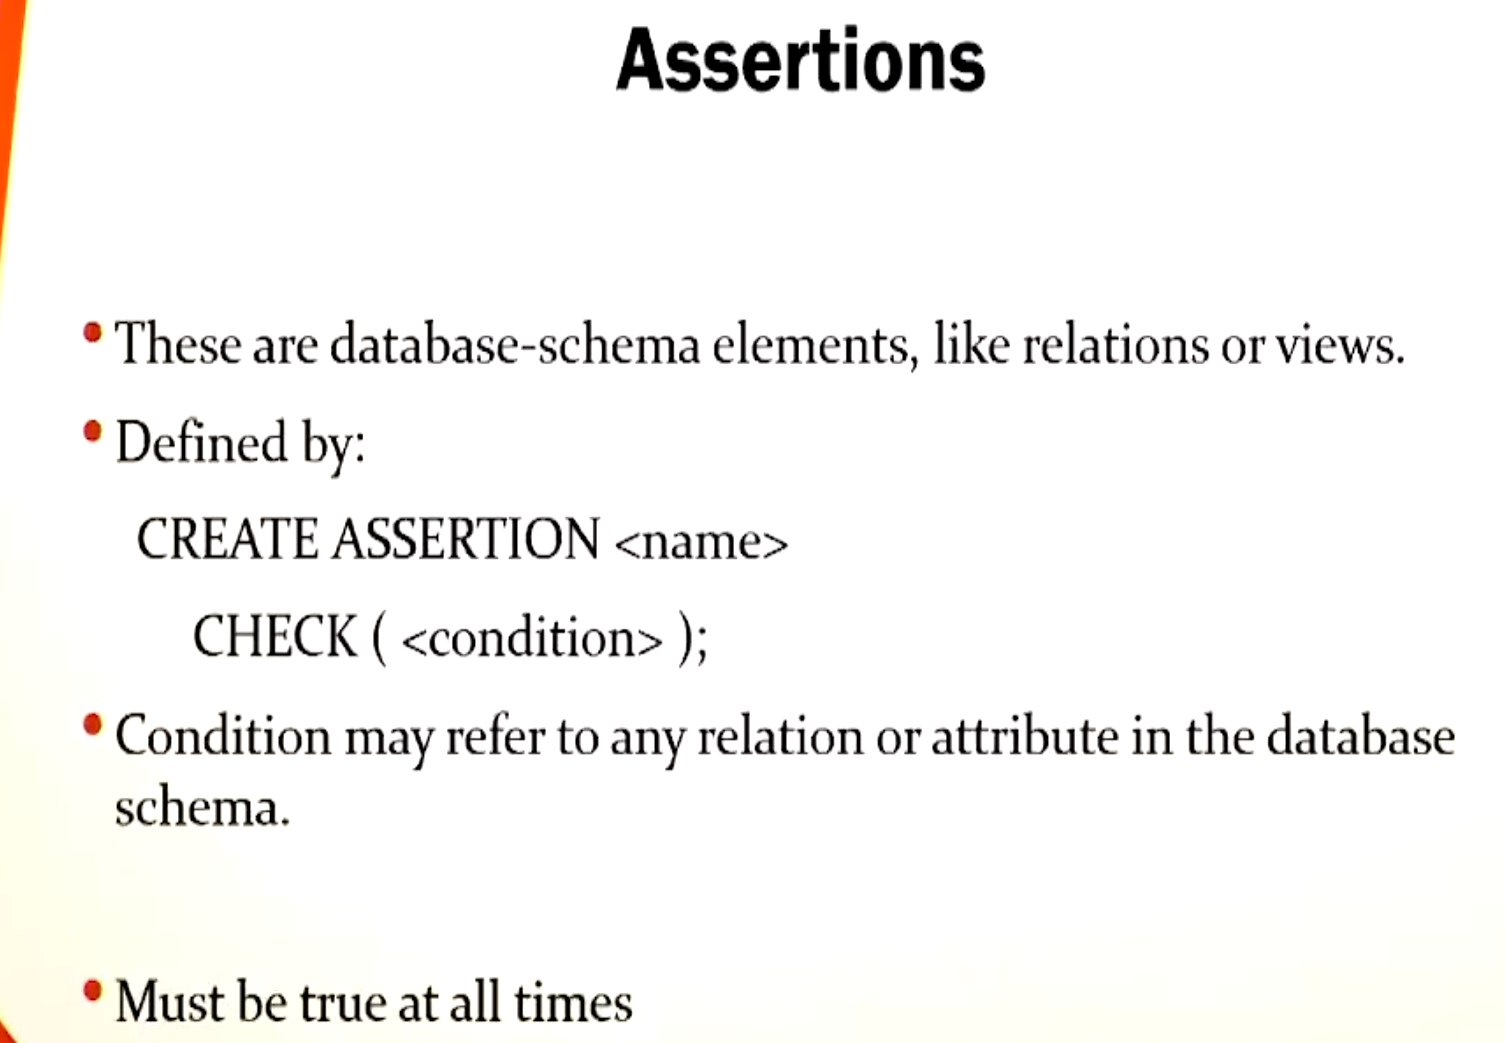 Assertions
These are database-schema elements, like relations or views.
Defined by:
CREATE ASSERTION <name>
CHECK ( <condition> );
Condition may refer to any relation or attribute in the database
schema.
Must be true at all times